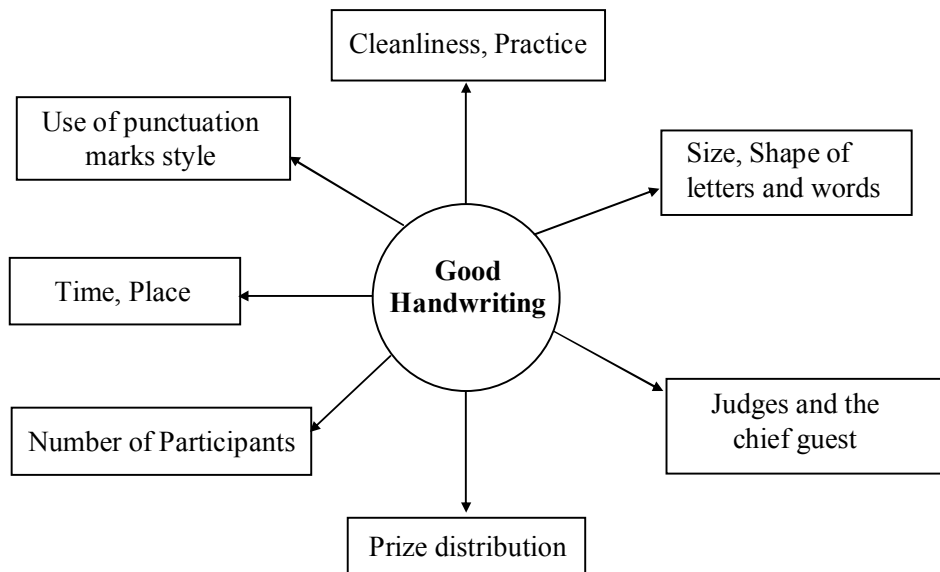 Cleanliness, Practice
Use of punctuation
marks style
Size, Shape of
letters and words
Good
Handwriting
Time, Place
Judges and the
chief guest
Number of Participants
Prize distribution